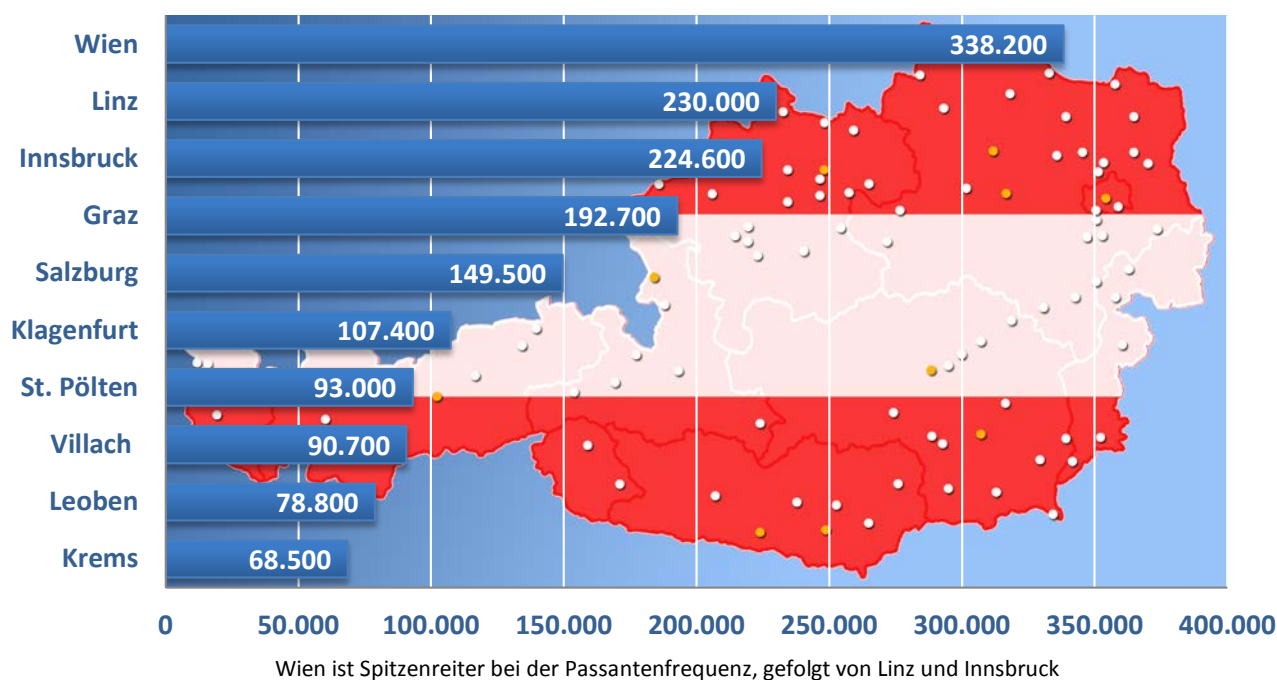 Wien 338.200
Linz 230.000
Innsbruck 224.600
Graz 192.700
Salzburg 149.500
Klagenfurt 107.400
St. Pölten 93.000
Villach 90.700
Leoben 78.800
Krems 68.500
0 50.000 100.000 150.000 200.000 250.000 300.000 350.000 400.000
Wien ist Spitzenreiter bei der Passantenfrequenz, gefolgt von Linz und Innsbruck